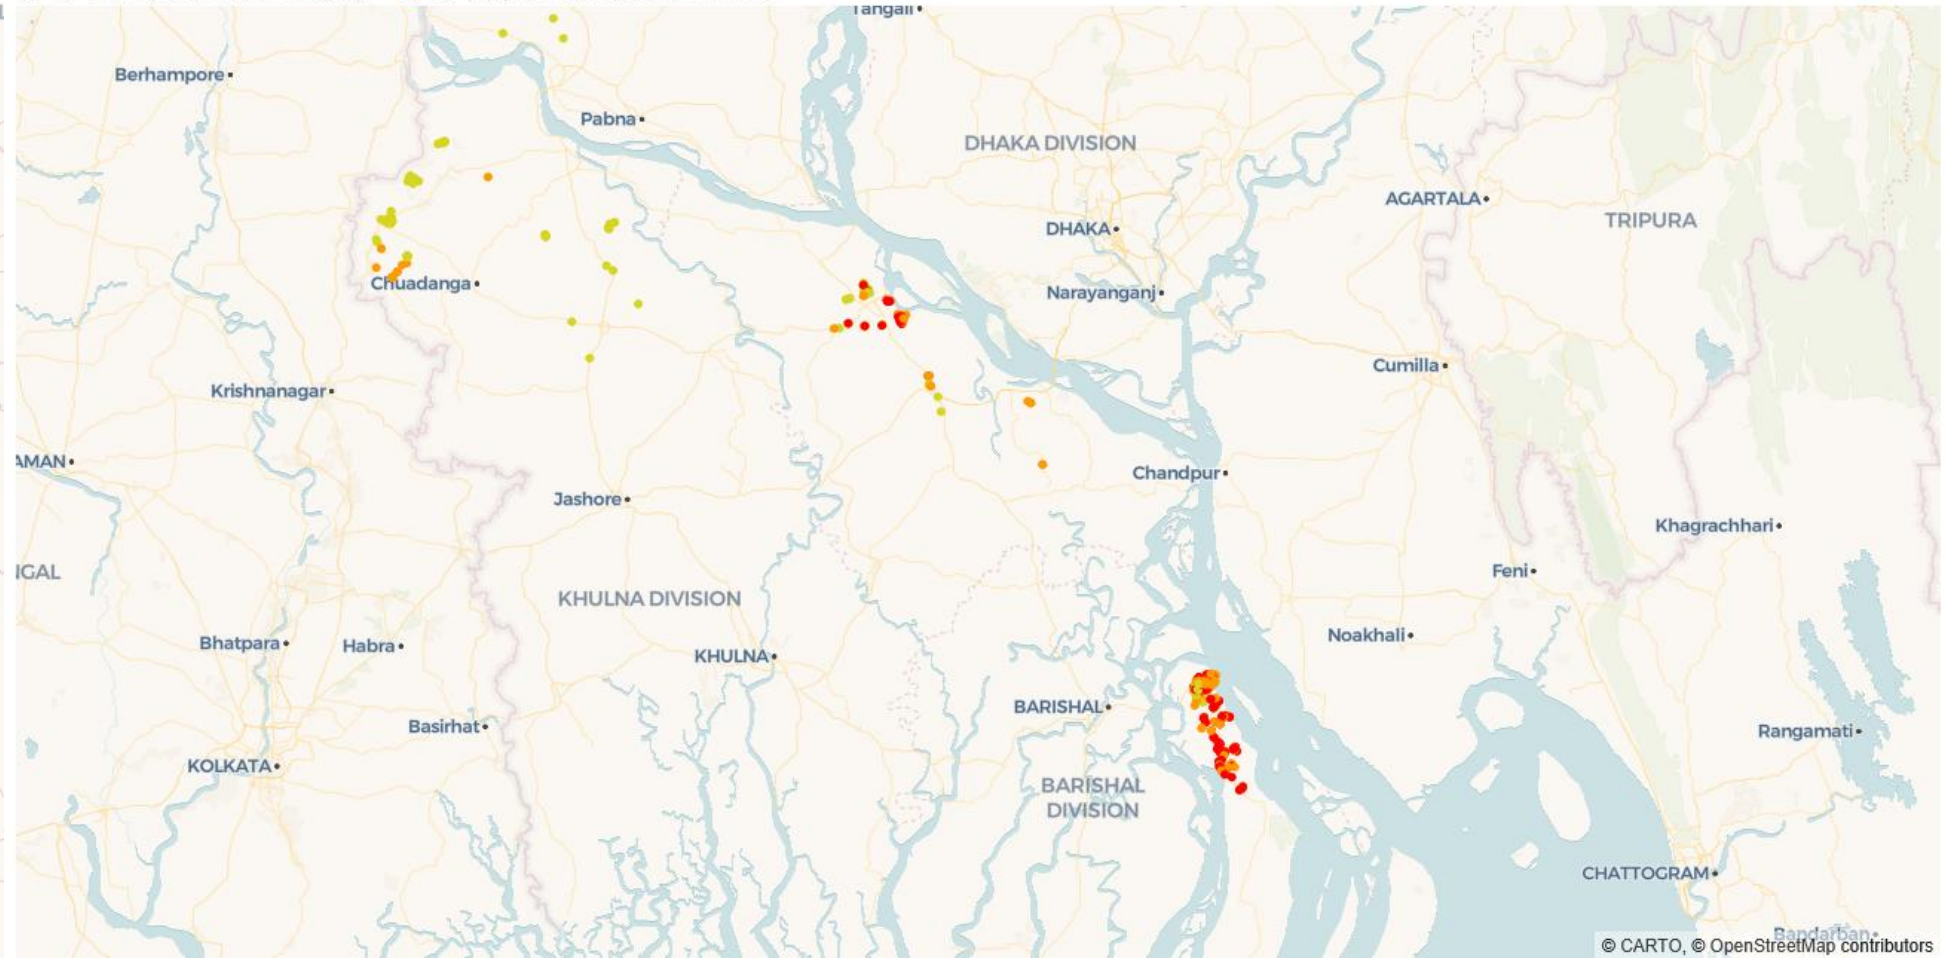 Tangail
Berhampore
Pabna
DHAKA DIVISION
AGARTALA
TRIPURA
DHAKA
Chuadanga
Narayanganj
Cumilla
Krishnanagar
AMAN
Chandpur
Jashore
Khagrachhari
IGAL
Feni
KHULNA DIVISION
Noakhali
Bhatpara
Habra
KHULNA
BARISHAL
Basirhat
Rangamati
KOLKATA
BARISHAL
DIVISION
CHATTOGRAM
Bandarban
© CARTO, © OpenStreetMap contributors